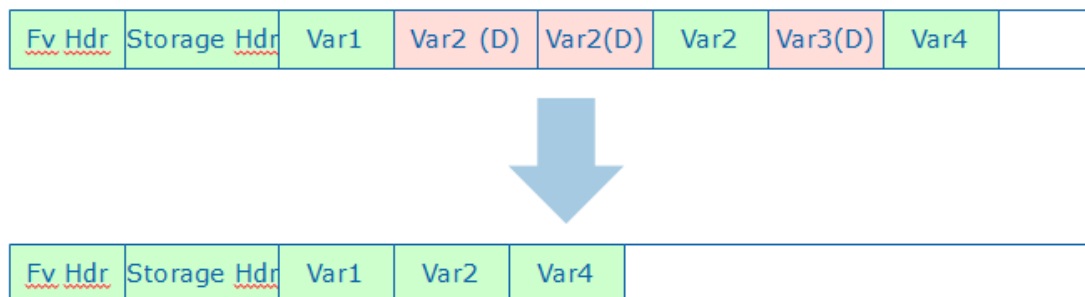 Fv Hdr Storage Hdr Var1 Var2 (D) Var2(D) Var2 Var3(D) Var4
Fv Hdr Storage Hdr Var1 Var2 Var4